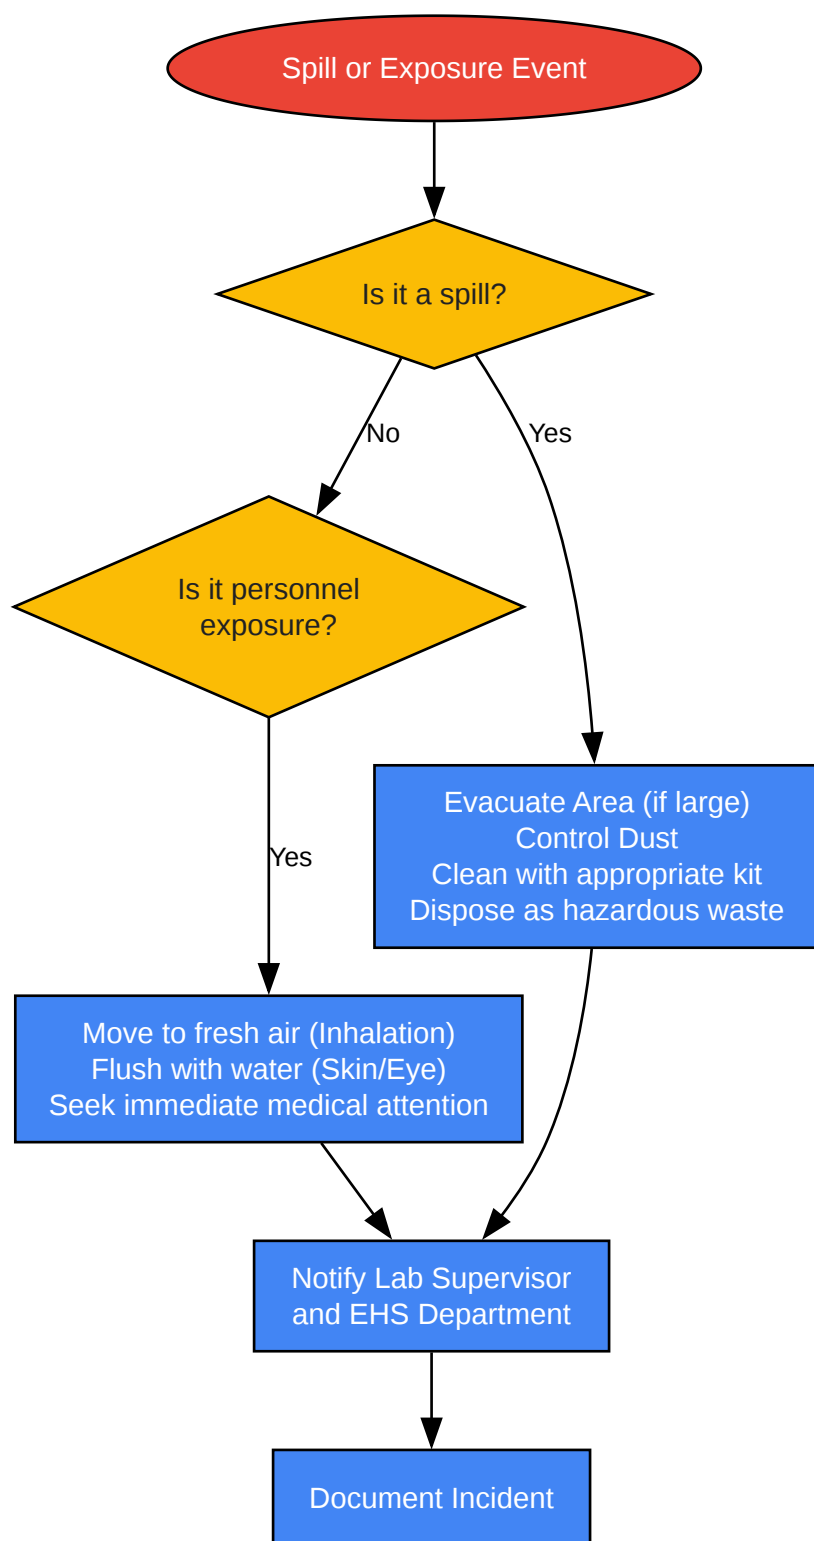 Spill or Exposure Event
Is it a spill?
No
Yes
Is it personnel
exposure?
Evacuate Area (if large)
Control Dust
Clean with appropriate kit
Dispose as hazardous waste
Yes
Move to fresh air (Inhalation)
Flush with water (Skin/Eye)
Seek immediate medical attention
Notify Lab Supervisor
and EHS Department
Document Incident